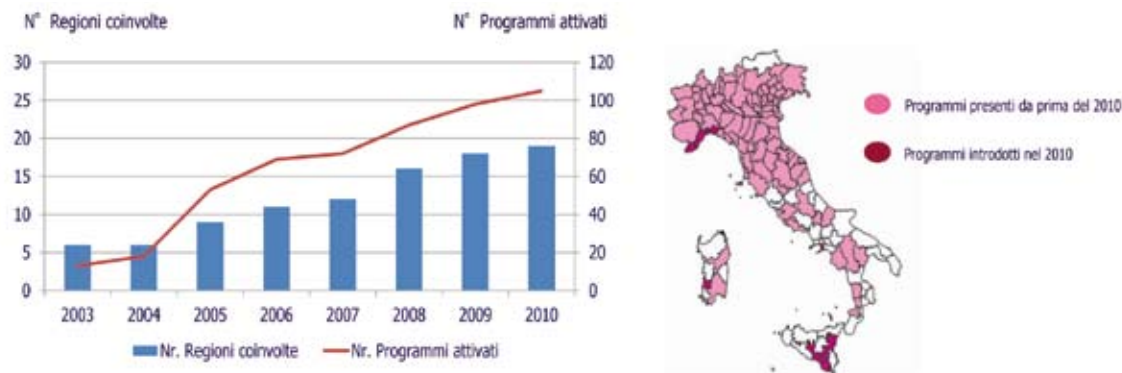 N° Regioni coinvolte
N° Programmi attivati
30
25
20
15
10
5
0
120
100
80
60
40
20
0
2003 2004 2005 2006 2007 2008 2009 2010
Nr. Regioni coinvolte Nr. Programmi attivati
Programmi presenti da prima del 2010
Programmi introdotti nel 2010